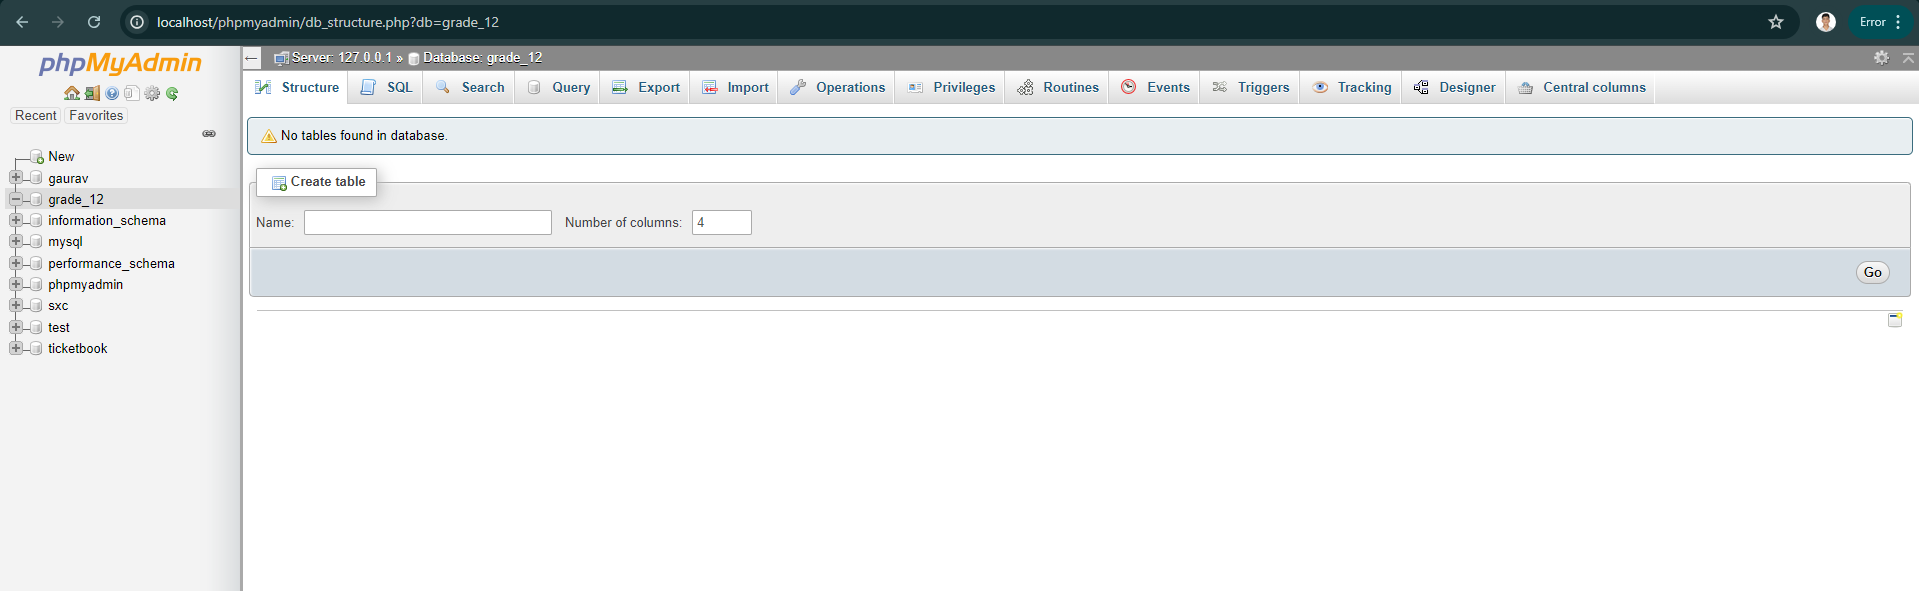 localhost/phpmyadmin/db_structure.php?db=grade_12
Error
phpMyAdmin
Recent Favorites
New
gaurav
grade_12
information_schema
mysql
performance_schema
phpmyadmin
sxc
test
ticketbook
Server: 127.0.0.1 » Database: grade_12
Structure SQL Search Query Export Import Operations Privileges Routines Events Triggers Tracking Designer Central columns
No tables found in database.
Create table
Name: Number of columns: 4
Go